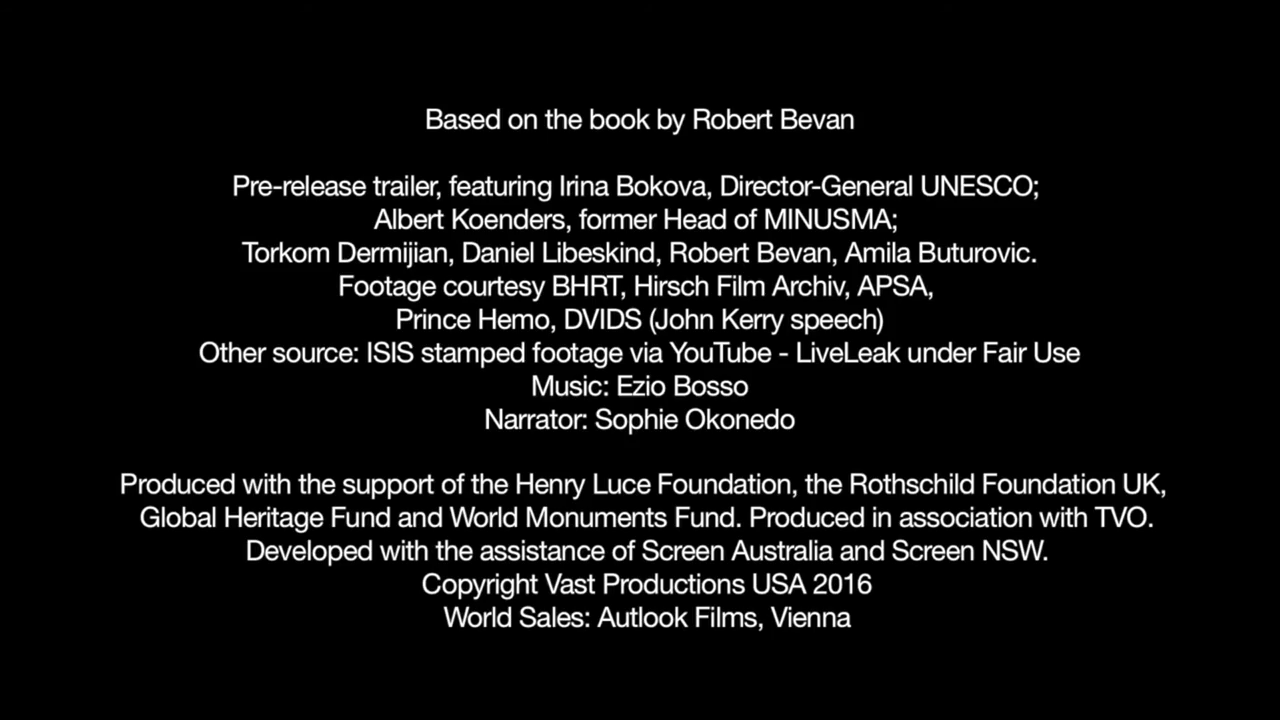 Based on the book by Robert Bevan
Pre-release trailer, featuring Irina Bokova, Director-General UNESCO;
Albert Koenders, former Head of MINUSMA;
Torkom Dermijian, Daniel Libeskind, Robert Bevan, Amila Buturovic.
Footage courtesy BHRT, Hirsch Film Archiv, APSA,
Prince Hemo, DVIDS (John Kerry speech)
Other source: ISIS stamped footage via YouTube - LiveLeak under Fair Use
Music: Ezio Bosso
Narrator: Sophie Okonedo
Produced with the support of the Henry Luce Foundation, the Rothschild Foundation UK,
Global Heritage Fund and World Monuments Fund. Produced in association with TVO.
Developed with the assistance of Screen Australia and Screen NSW.
Copyright Vast Productions USA 2016
World Sales: Autlook Films, Vienna